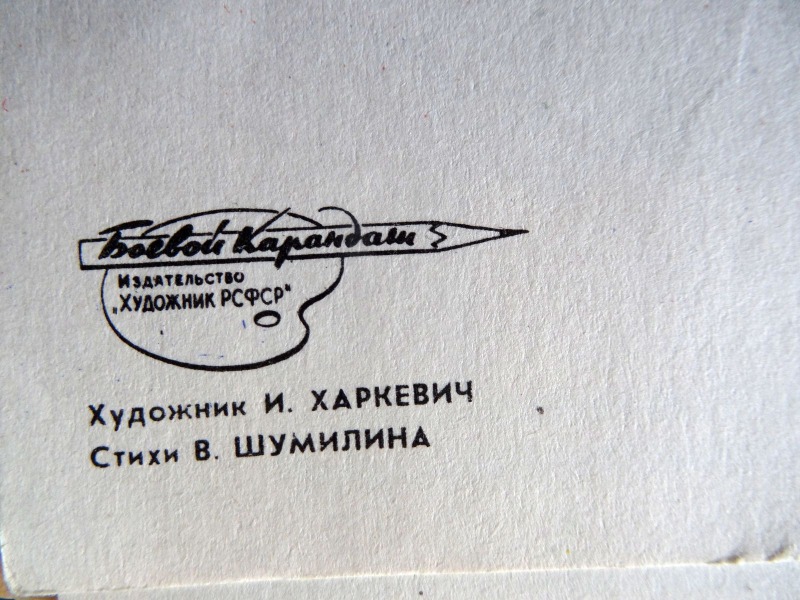 Боевой Карандаш
Издательство
„ХУДОЖНИК РСФСР"
Художник И. ХАРКЕВИЧ
Стихи В. ШУМИЛИНА